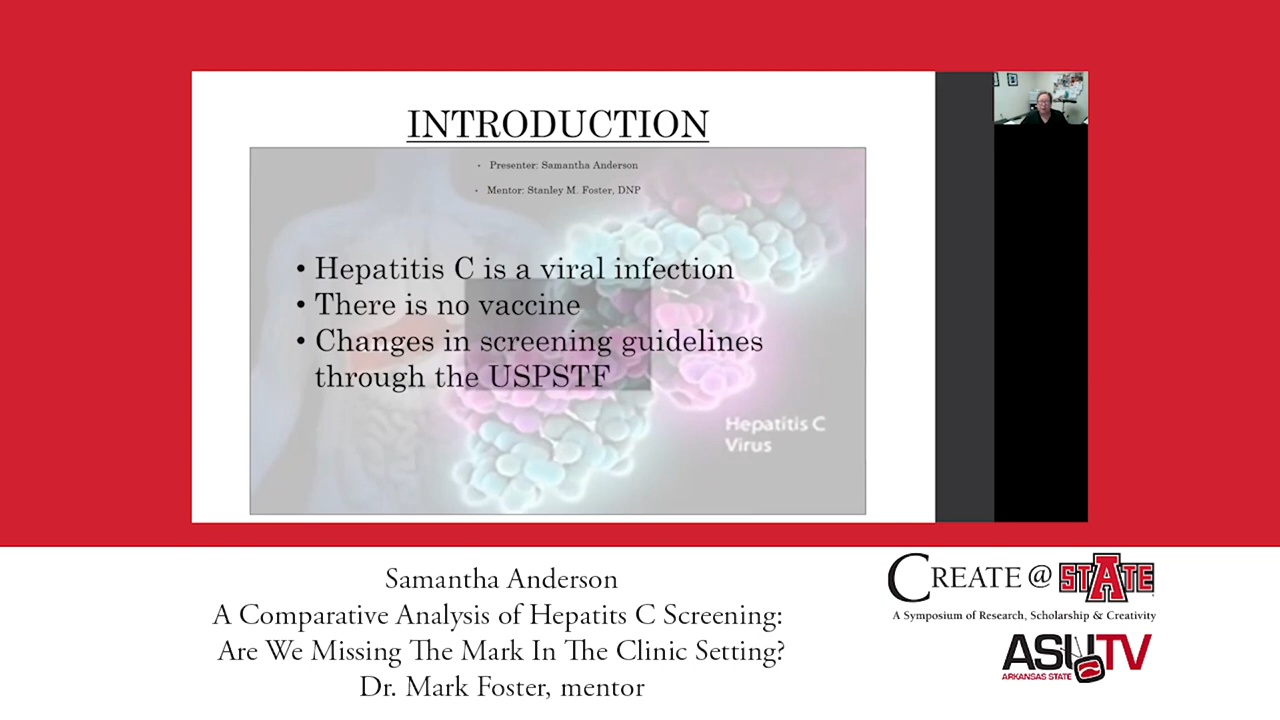 INTRODUCTION
• Presenter: Samantha Anderson
• Mentor: Stanley M. Foster, DNP
• Hepatitis C is a viral infection
• There is no vaccine
• Changes in screening guidelines
through the USPSTF
Hepatitis C
Virus
Samantha Anderson
A Comparative Analysis of Hepatits C Screening:
Are We Missing The Mark In The Clinic Setting?
Dr. Mark Foster, mentor
CREATE @ STATE
A Symposium of Research, Scholarship & Creativity
ASUTV
ARKANSAS STATE